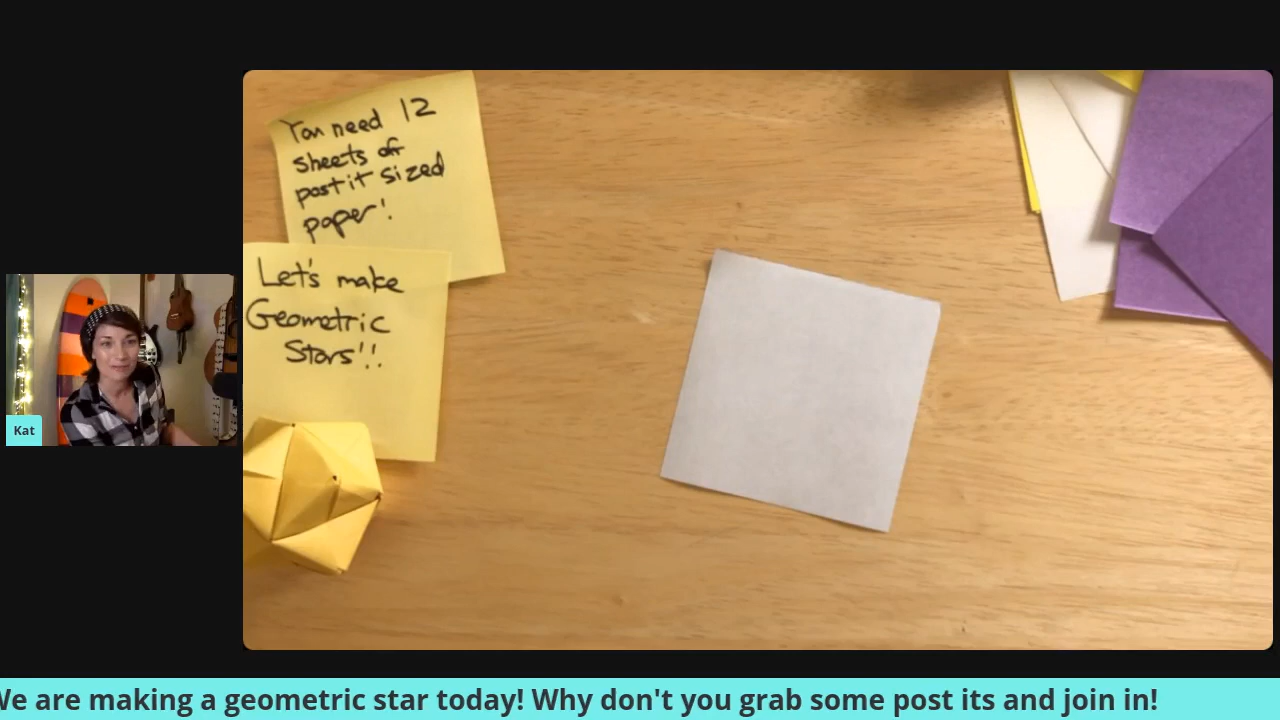 You need 12
sheets of
post it sized
paper!
Let's make
Geometric
Stars!!
Kat
We are making a geometric star today! Why don't you grab some post its and join in!